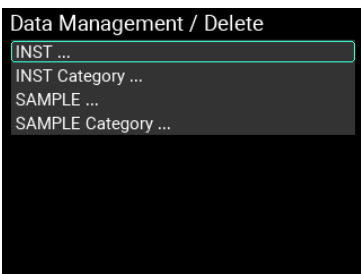 Data Management / Delete
INST ...
INST Category ...
SAMPLE ...
SAMPLE Category ...